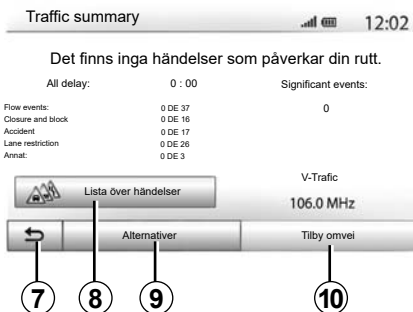 Traffic summary 12:02
Det finns inga händelser som påverkar din rutt.
All delay: 0 : 00 Significant events:
Flow events: 0 DE 37 0
Closure and block 0 DE 16
Accident 0 DE 17
Lane restriction 0 DE 26
Annat: 0 DE 3
V-Trafic
Lista över händelser 106.0 MHz
Alternativer Tilby omvei
7 8 9 10